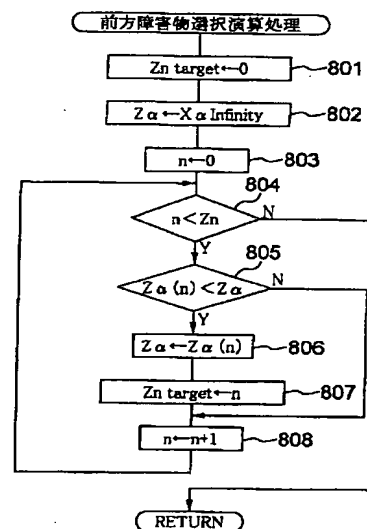 前方障害物選択演算処理
Zn target←0
801
Zα←Xα Infinity
802
n←0
803
804
n<Zn
N
Y
805
Zα(n)<Zα
N
Y
Zα←Zα(n)
806
Zn target←n
807
n←n+1
808
RETURN